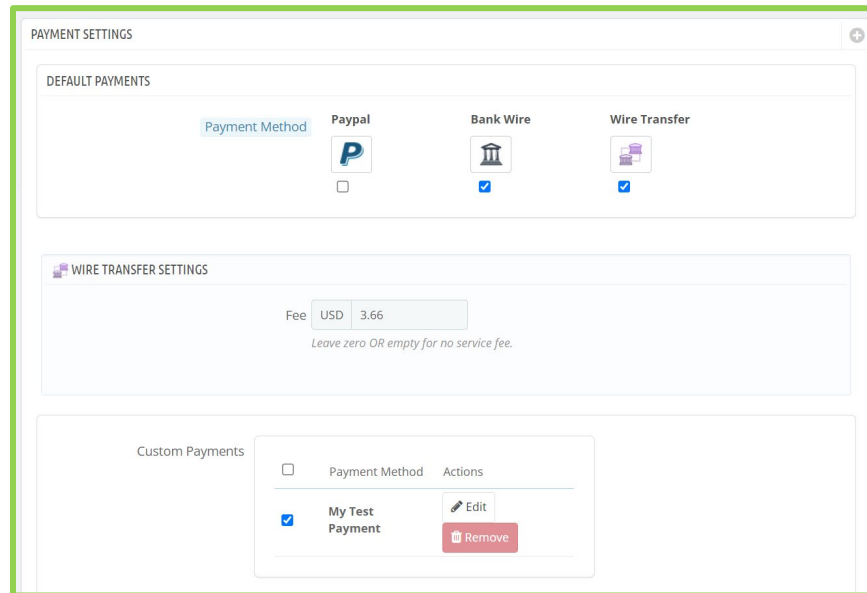 PAYMENT SETTINGS
DEFAULT PAYMENTS
Payment Method
Paypal Bank Wire Wire Transfer
WIRE TRANSFER SETTINGS
Fee USD 3.66
Leave zero OR empty for no service fee.
Custom Payments
Payment Method Actions
My Test
Payment
Edit
Remove